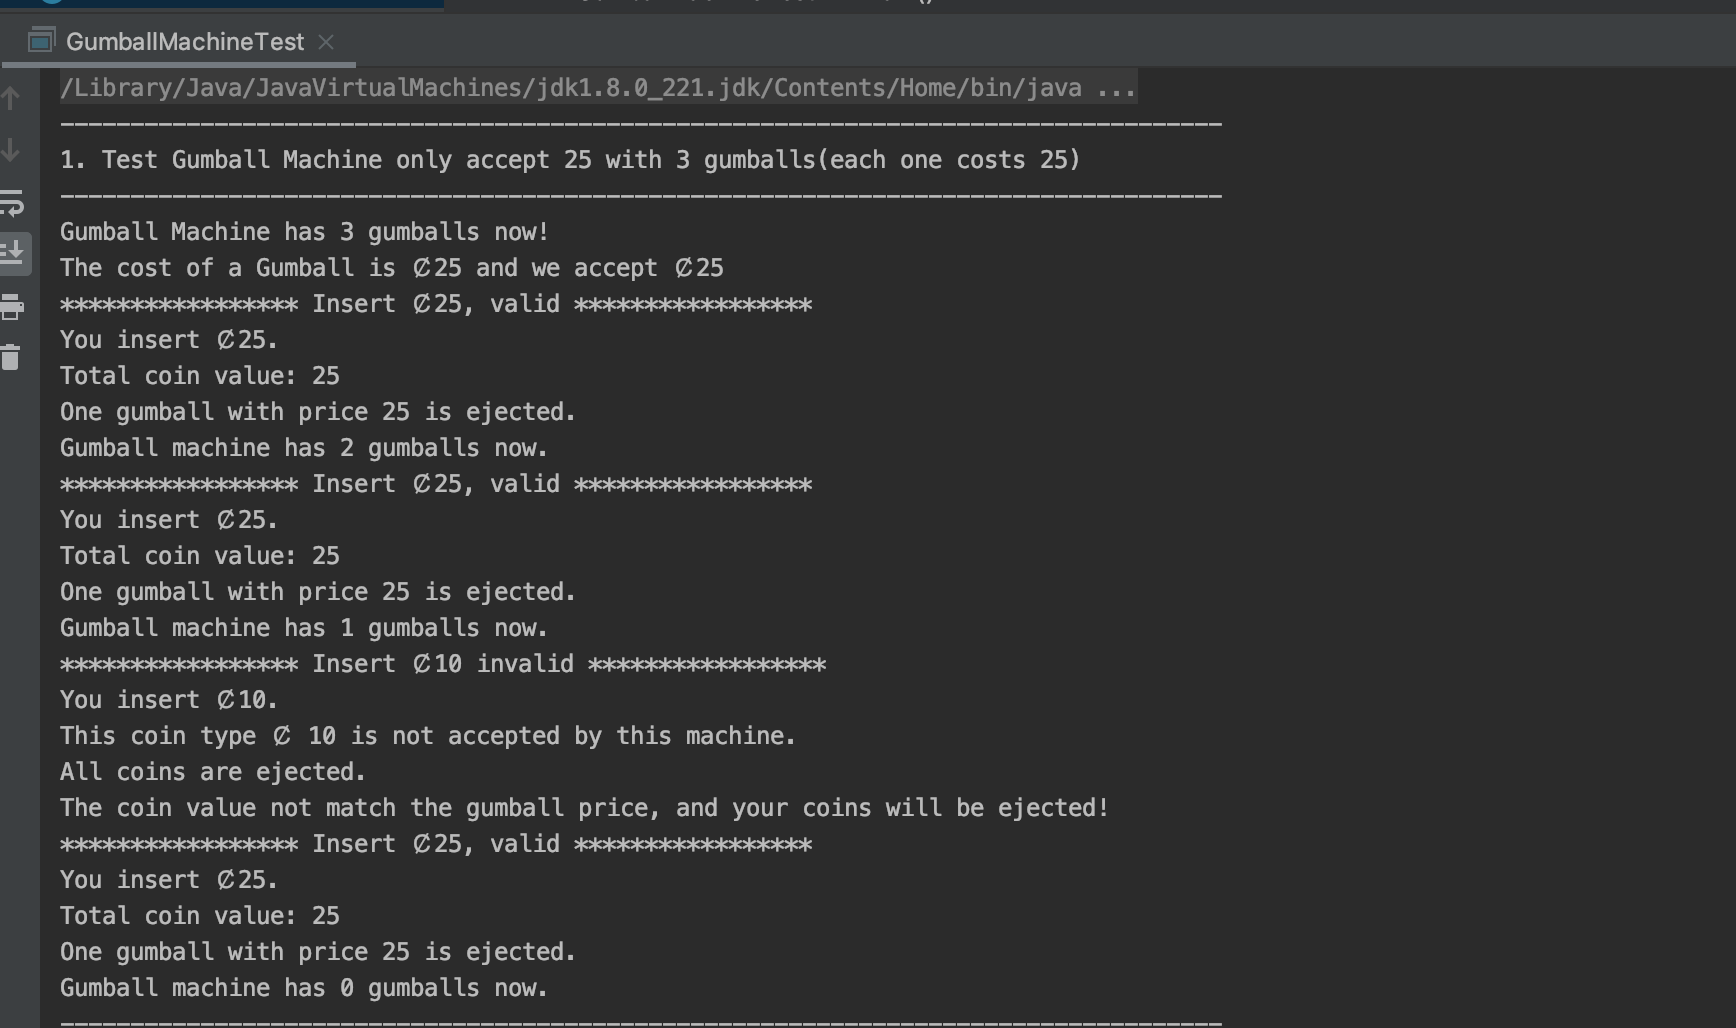 GumballMachineTest
/Library/Java/JavaVirtualMachines/jdk1.8.0_221.jdk/Contents/Home/bin/java ...
-----------------------------------------------------------------------------------
1. Test Gumball Machine only accept 25 with 3 gumballs(each one costs 25)
-----------------------------------------------------------------------------------
Gumball Machine has 3 gumballs now!
The cost of a Gumball is ₡25 and we accept ₡25
***************** Insert ₡25, valid *****************
You insert ₡25.
Total coin value: 25
One gumball with price 25 is ejected.
Gumball machine has 2 gumballs now.
***************** Insert ₡25, valid *****************
You insert ₡25.
Total coin value: 25
One gumball with price 25 is ejected.
Gumball machine has 1 gumballs now.
***************** Insert ₡10 invalid *****************
You insert ₡10.
This coin type ₡ 10 is not accepted by this machine.
All coins are ejected.
The coin value not match the gumball price, and your coins will be ejected!
***************** Insert ₡25, valid *****************
You insert ₡25.
Total coin value: 25
One gumball with price 25 is ejected.
Gumball machine has 0 gumballs now.
-----------------------------------------------------------------------------------